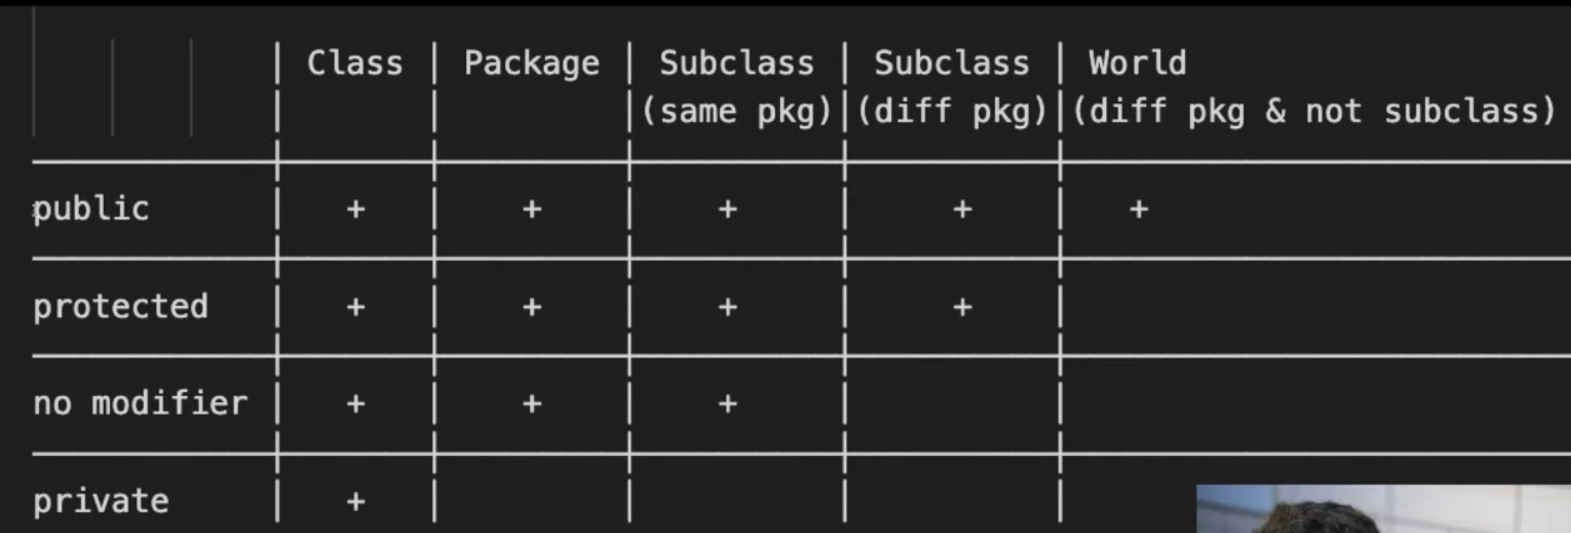 | Class | Package | Subclass | Subclass | World
| | |(same pkg)|(diff pkg)|(diff pkg & not subclass)
public | + | + | + | + | +
protected | + | + | + | + |
no modifier | + | + | + | |
private | + | | | |